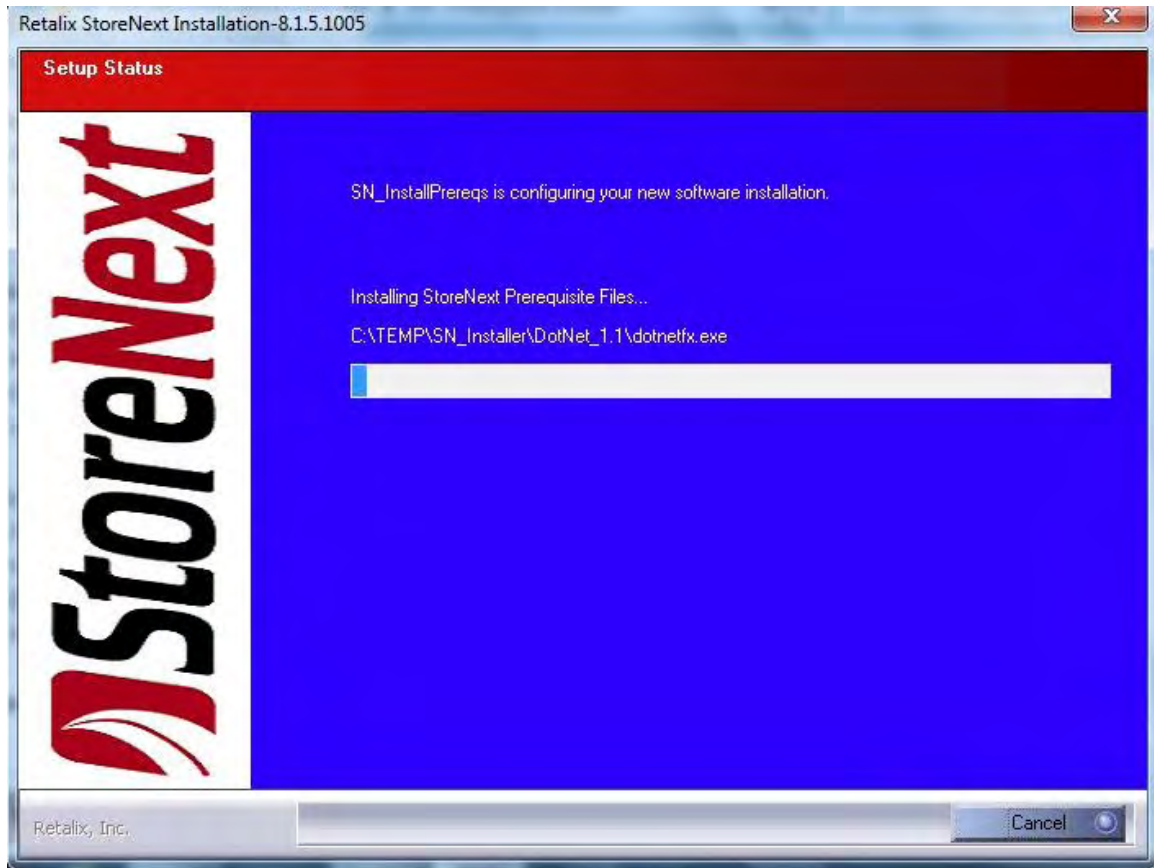 Retalix StoreNext Installation-8.1.5.1005
X
Setup Status
StoreNext
SN_InstallPrereqs is configuring your new software installation.
Installing StoreNext Prerequisite Files...
C:\TEMP\SN_Installer\DotNet_1.1\dotnetfx.exe
Retalix, Inc.
Cancel